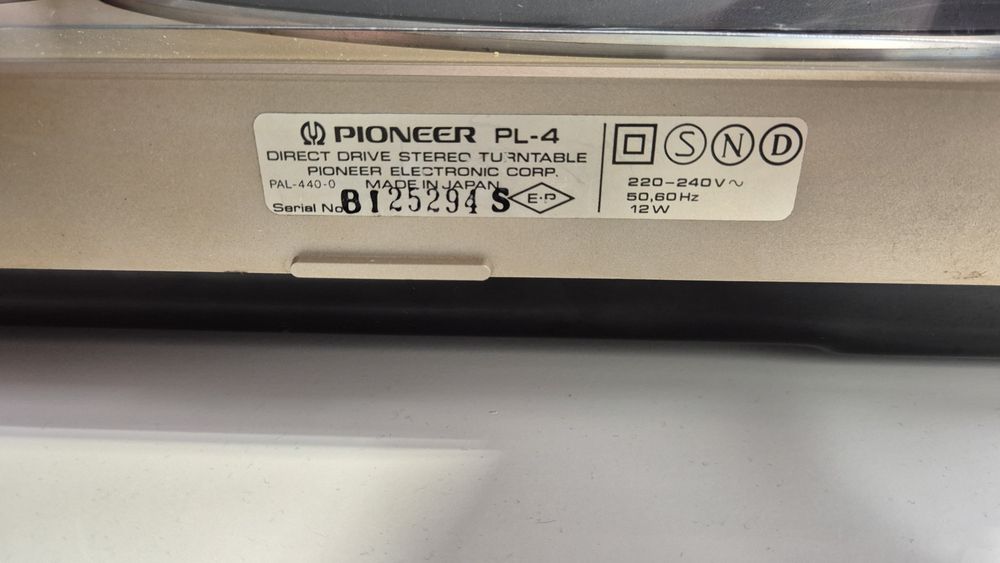 PIONEER PL-4
DIRECT DRIVE STEREO TURNTABLE
PIONEER ELECTRONIC CORP.
PAL-440-0 MADE IN JAPAN
Serial No. 8I25294 S E·P
S N D
220-240V~
50,60Hz
12W